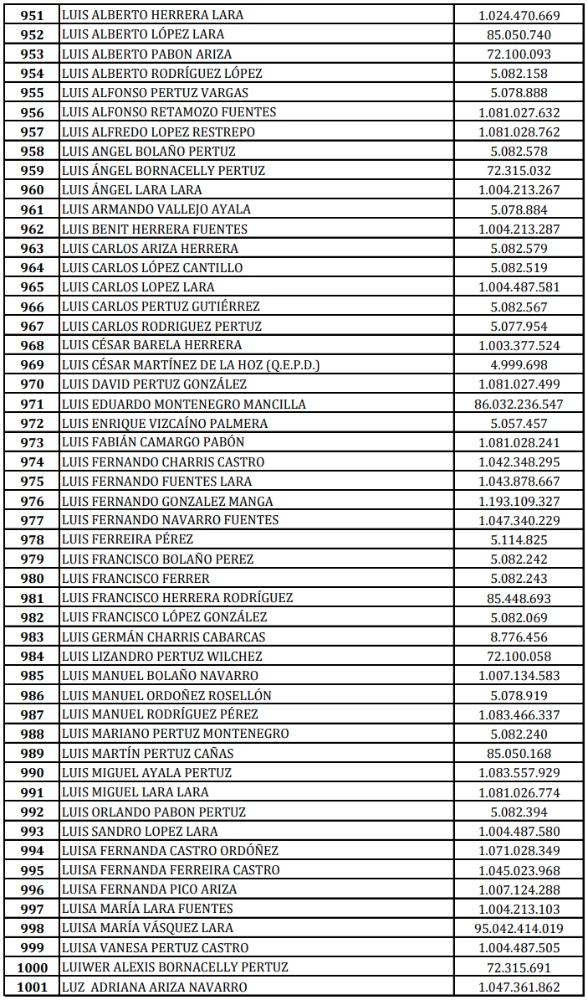 951 LUIS ALBERTO HERRERA LARA 1.024.470.669
952 LUIS ALBERTO LÓPEZ LARA 85.050.740
953 LUIS ALBERTO PABON ARIZA 72.100.093
954 LUIS ALBERTO RODRÍGUEZ LÓPEZ 5.082.158
955 LUIS ALFONSO PERTUZ VARGAS 5.078.888
956 LUIS ALFONSO RETAMOZO FUENTES 1.081.027.632
957 LUIS ALFREDO LOPEZ RESTREPO 1.081.028.762
958 LUIS ANGEL BOLAÑO PERTUZ 5.082.578
959 LUIS ÁNGEL BORNACELLY PERTUZ 72.315.032
960 LUIS ÁNGEL LARA LARA 1.004.213.267
961 LUIS ARMANDO VALLEJO AYALA 5.078.884
962 LUIS BENIT HERRERA FUENTES 1.004.213.287
963 LUIS CARLOS ARIZA HERRERA 5.082.579
964 LUIS CARLOS LÓPEZ CANTILLO 5.082.519
965 LUIS CARLOS LOPEZ LARA 1.004.487.581
966 LUIS CARLOS PERTUZ GUTIÉRREZ 5.082.567
967 LUIS CARLOS RODRIGUEZ PERTUZ 5.077.954
968 LUIS CÉSAR BARELA HERRERA 1.003.377.524
969 LUIS CÉSAR MARTÍNEZ DE LA HOZ (Q.E.P.D.) 4.999.698
970 LUIS DAVID PERTUZ GONZÁLEZ 1.081.027.499
971 LUIS EDUARDO MONTENEGRO MANCILLA 86.032.236.547
972 LUIS ENRIQUE VIZCAÍNO PALMERA 5.057.457
973 LUIS FABIÁN CAMARGO PABÓN 1.081.028.241
974 LUIS FERNANDO CHARRIS CASTRO 1.042.348.295
975 LUIS FERNANDO FUENTES LARA 1.043.878.667
976 LUIS FERNANDO GONZALEZ MANGA 1.193.109.327
977 LUIS FERNANDO NAVARRO FUENTES 1.047.340.229
978 LUIS FERREIRA PÉREZ 5.114.825
979 LUIS FRANCISCO BOLAÑO PEREZ 5.082.242
980 LUIS FRANCISCO FERRER 5.082.243
981 LUIS FRANCISCO HERRERA RODRÍGUEZ 85.448.693
982 LUIS FRANCISCO LÓPEZ GONZÁLEZ 5.082.069
983 LUIS GERMÁN CHARRIS CABARCAS 8.776.456
984 LUIS LIZANDRO PERTUZ WILCHEZ 72.100.058
985 LUIS MANUEL BOLAÑO NAVARRO 1.007.134.583
986 LUIS MANUEL ORDOÑEZ ROSELLÓN 5.078.919
987 LUIS MANUEL RODRÍGUEZ PÉREZ 1.083.466.337
988 LUIS MARIANO PERTUZ MONTENEGRO 5.082.240
989 LUIS MARTÍN PERTUZ CAÑAS 85.050.168
990 LUIS MIGUEL AYALA PERTUZ 1.083.557.929
991 LUIS MIGUEL LARA LARA 1.081.026.774
992 LUIS ORLANDO PABON PERTUZ 5.082.394
993 LUIS SANDRO LOPEZ LARA 1.004.487.580
994 LUISA FERNANDA CASTRO ORDÓÑEZ 1.071.028.349
995 LUISA FERNANDA FERREIRA CASTRO 1.045.023.968
996 LUISA FERNANDA PICO ARIZA 1.007.124.288
997 LUISA MARÍA LARA FUENTES 1.004.213.103
998 LUISA MARÍA VÁSQUEZ LARA 95.042.414.019
999 LUISA VANESA PERTUZ CASTRO 1.004.487.505
1000 LUIWER ALEXIS BORNACELLY PERTUZ 72.315.691
1001 LUZ ADRIANA ARIZA NAVARRO 1.047.361.862